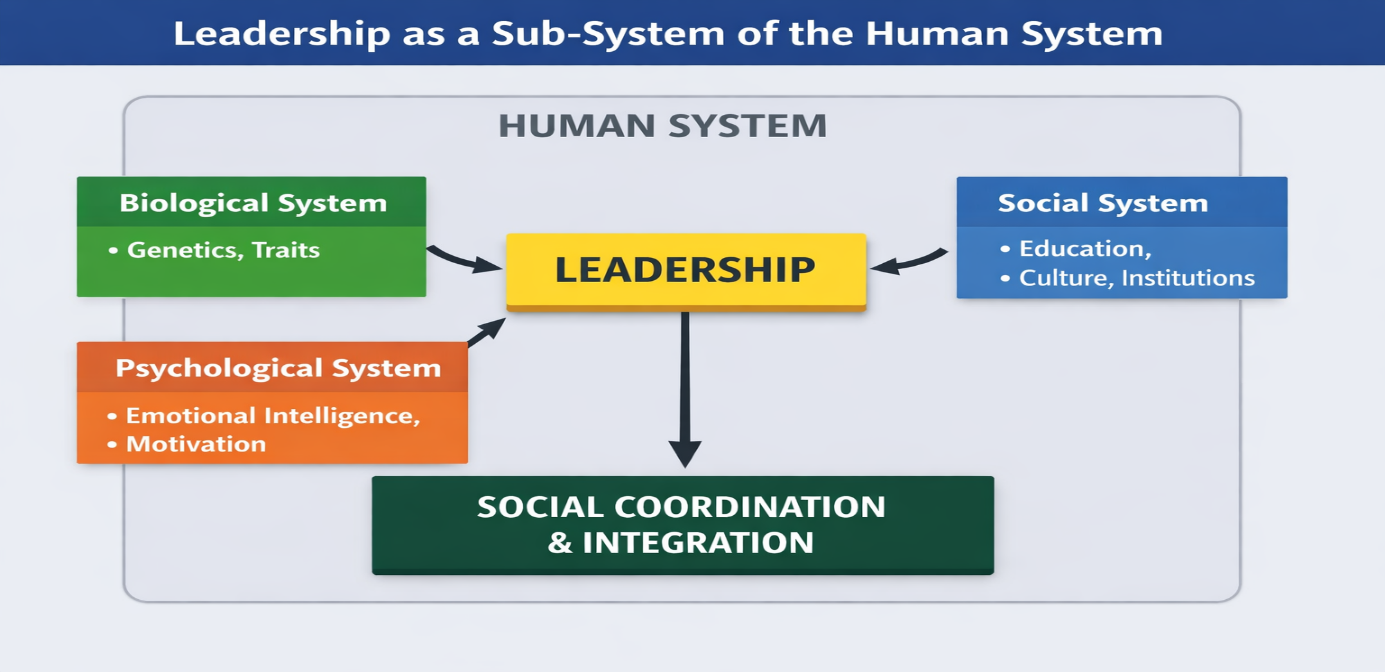 Leadership as a Sub-System of the Human System
HUMAN SYSTEM
Biological System
• Genetics, Traits
Social System
• Education,
• Culture, Institutions
LEADERSHIP
Psychological System
• Emotional Intelligence,
• Motivation
SOCIAL COORDINATION
& INTEGRATION